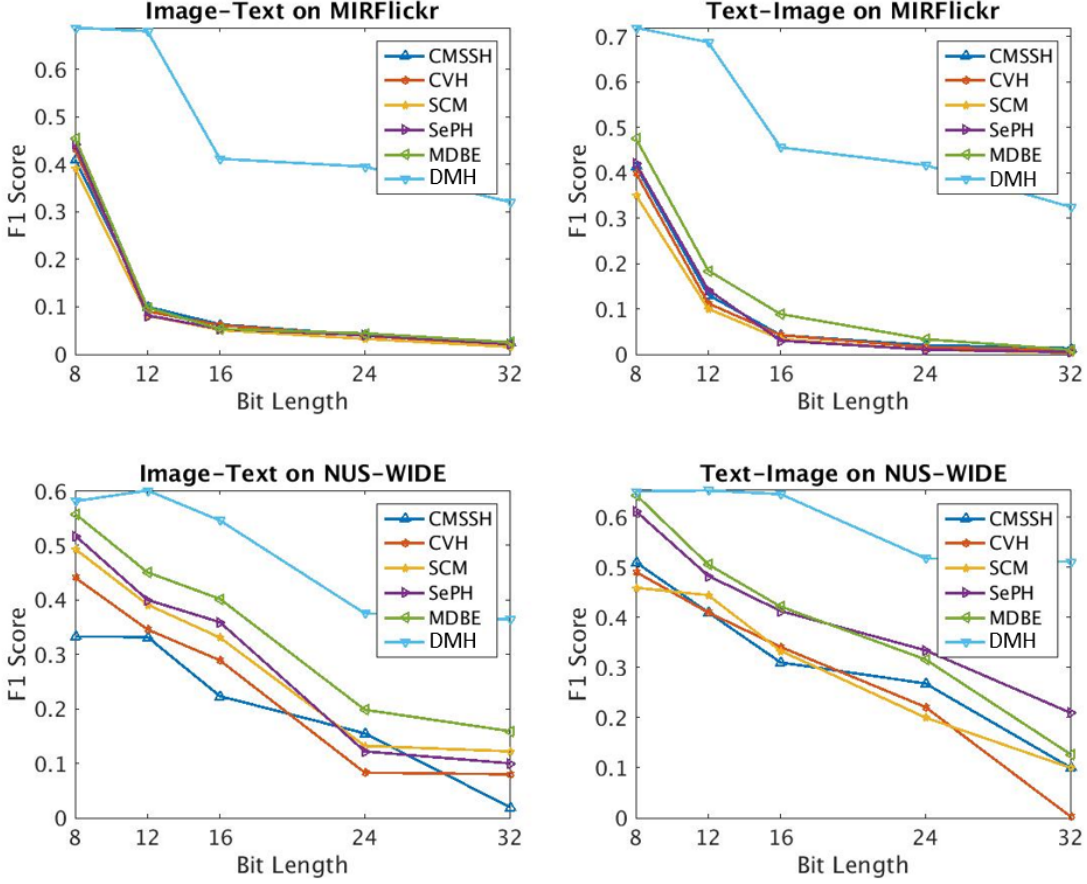 Image-Text on MIRFlickr
F1 Score
0.6
0.5
0.4
0.3
0.2
0.1
0
8 12 16 24 32
Bit Length
CMSSH
CVH
SCM
SePH
MDBE
DMH
Text-Image on MIRFlickr
F1 Score
0.7
0.6
0.5
0.4
0.3
0.2
0.1
0
8 12 16 24 32
Bit Length
CMSSH
CVH
SCM
SePH
MDBE
DMH
Image-Text on NUS-WIDE
F1 Score
0.6
0.5
0.4
0.3
0.2
0.1
0
8 12 16 24 32
Bit Length
CMSSH
CVH
SCM
SePH
MDBE
DMH
Text-Image on NUS-WIDE
F1 Score
0.6
0.5
0.4
0.3
0.2
0.1
0
8 12 16 24 32
Bit Length
CMSSH
CVH
SCM
SePH
MDBE
DMH